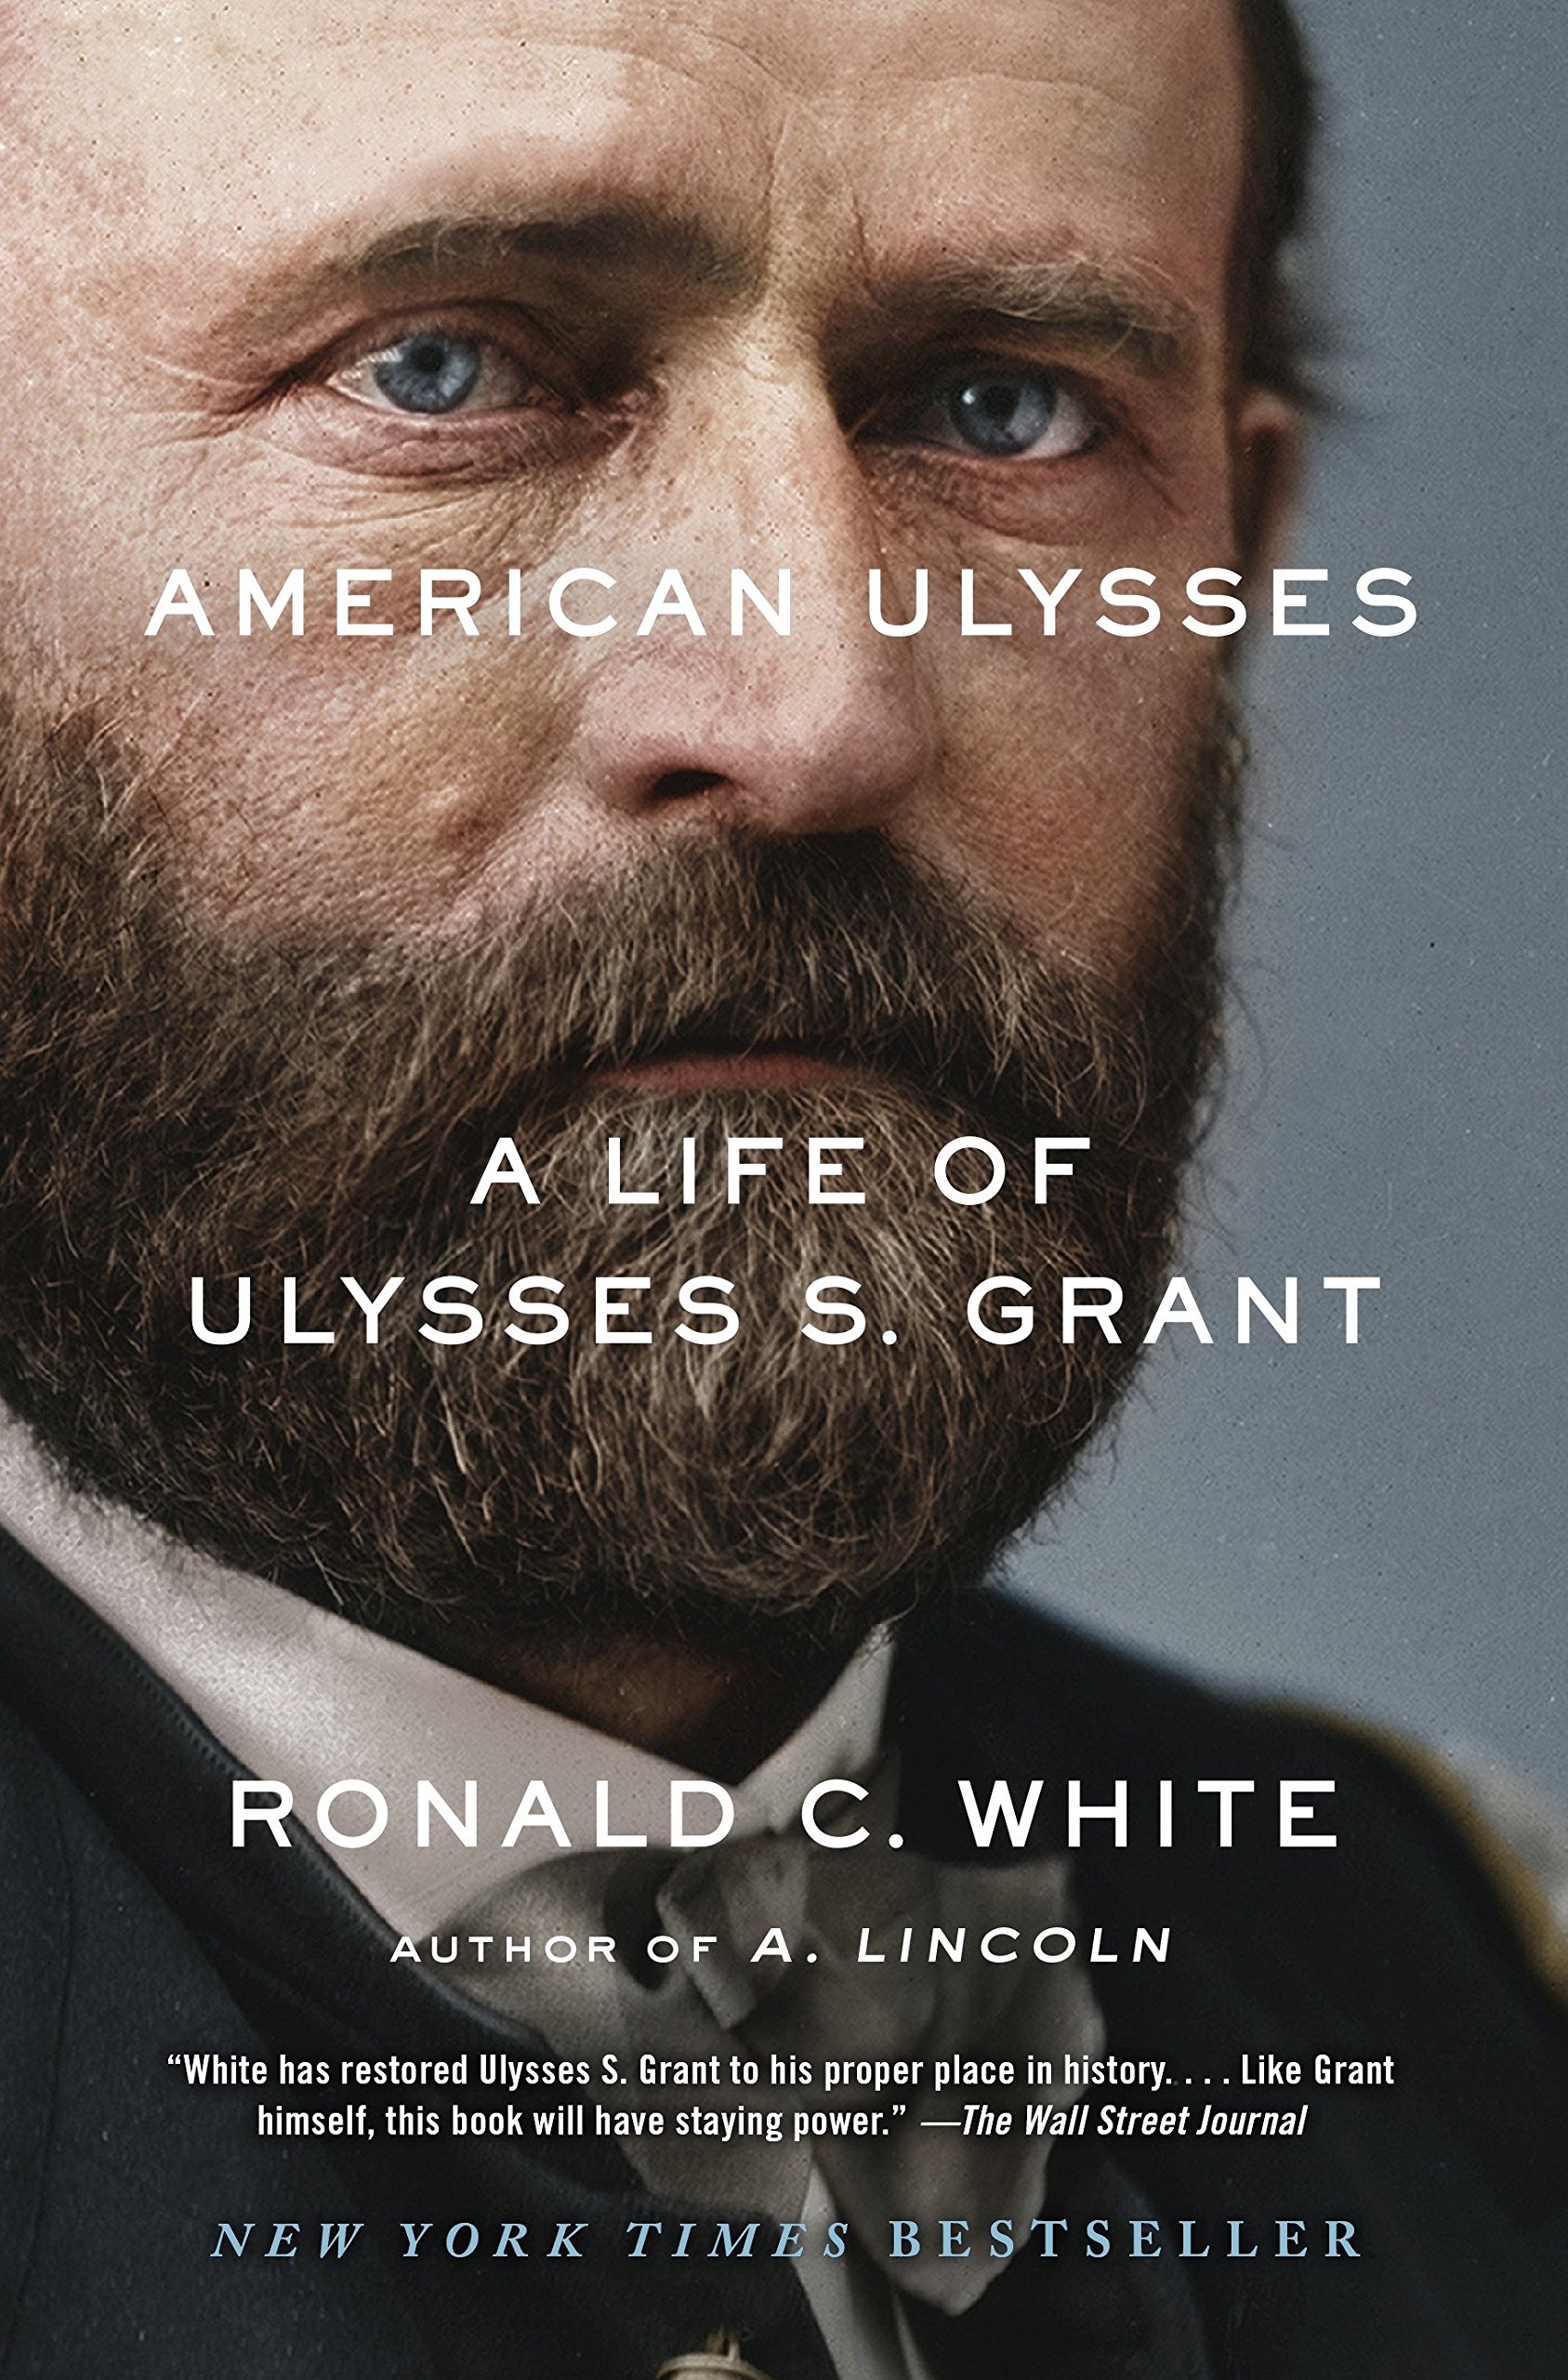 AMERICAN ULYSSES
A LIFE OF
ULYSSES S. GRANT
RONALD C. WHITE
AUTHOR OF A. LINCOLN
“White has restored Ulysses S. Grant to his proper place in history. . . . Like Grant
himself, this book will have staying power.” —The Wall Street Journal
NEW YORK TIMES BESTSELLER